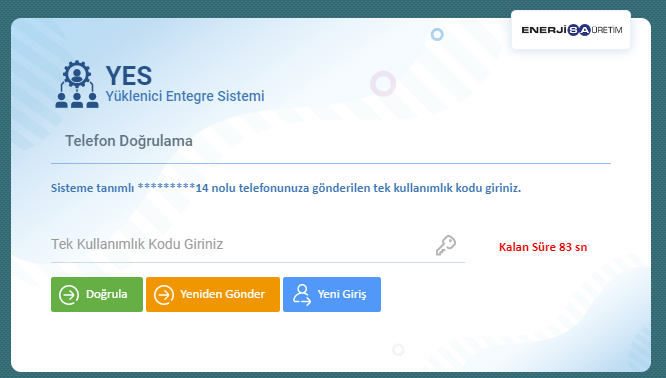 ENERJİSA ÜRETİM
YES
Yüklenici Entegre Sistemi
Telefon Doğrulama
Sisteme tanımlı *********14 nolu telefonunuza gönderilen tek kullanımlık kodu giriniz.
Tek Kullanımlık Kodu Giriniz
Kalan Süre 83 sn
Doğrula
Yeniden Gönder
Yeni Giriş